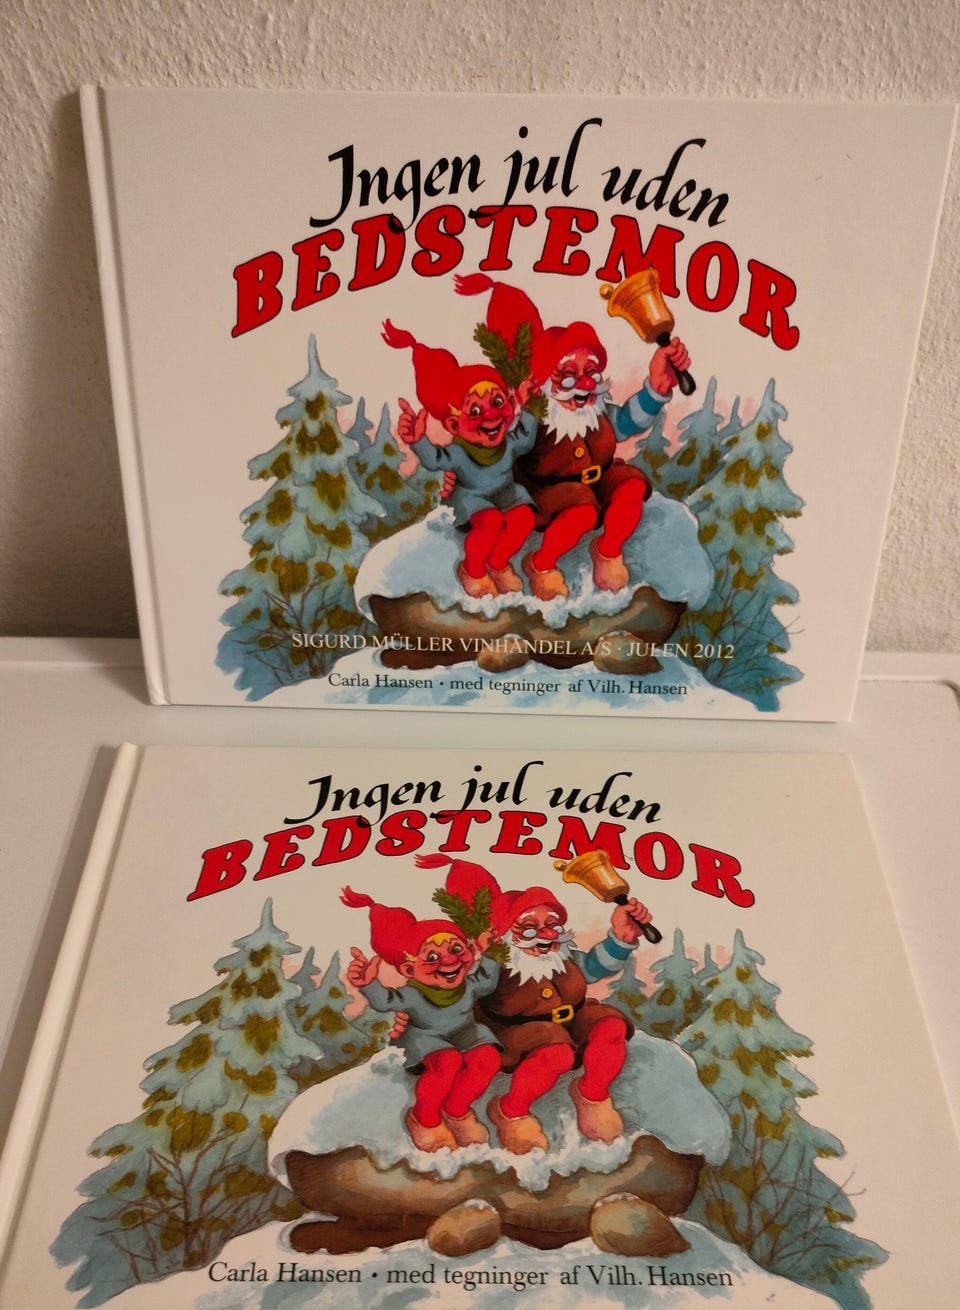 Ingen jul uden
BEDSTEMOR
SIGURD MÜLLER VINHANDEL A/S · JULEN 2012
Carla Hansen • med tegninger af Vilh. Hansen
Ingen jul uden
BEDSTEMOR
Carla Hansen • med tegninger af Vilh. Hansen